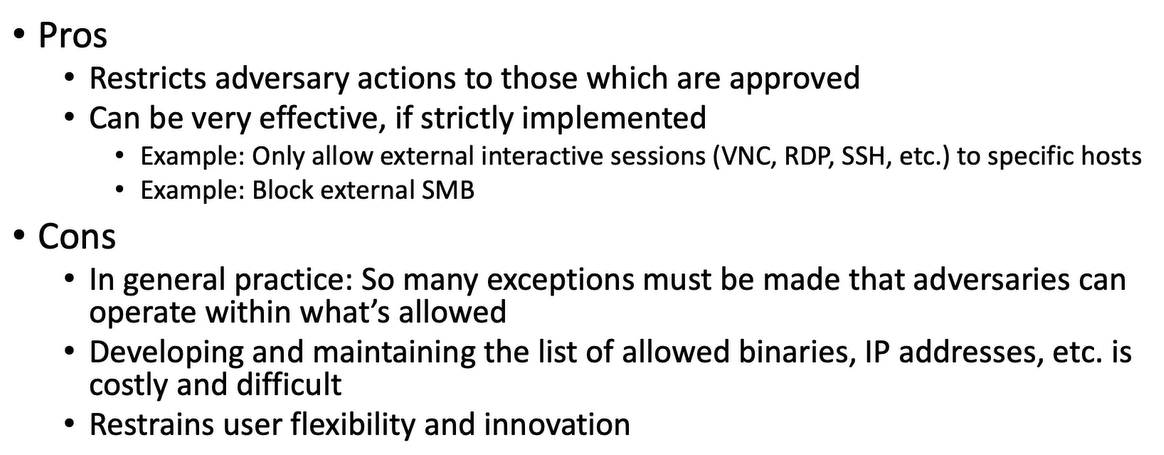 • Pros
• Restricts adversary actions to those which are approved
• Can be very effective, if strictly implemented
• Example: Only allow external interactive sessions (VNC, RDP, SSH, etc.) to specific hosts
• Example: Block external SMB
• Cons
• In general practice: So many exceptions must be made that adversaries can
operate within what’s allowed
• Developing and maintaining the list of allowed binaries, IP addresses, etc. is
costly and difficult
• Restrains user flexibility and innovation